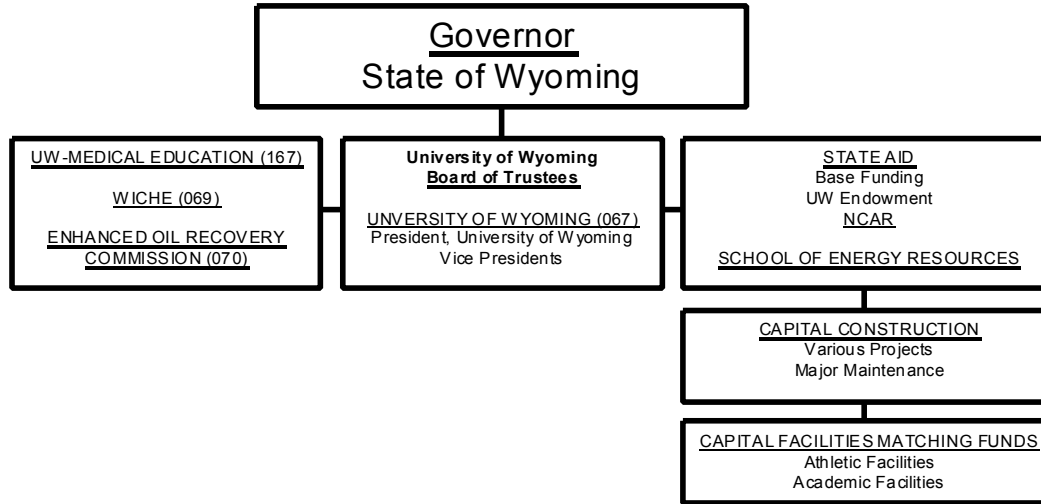 Governor
State of Wyoming
UW-MEDICAL EDUCATION (167)
WICHE (069)
ENHANCED OIL RECOVERY
COMMISSION (070)
University of Wyoming
Board of Trustees
UNVERSITY OF WYOMING (067)
President, University of Wyoming
Vice Presidents
STATE AID
Base Funding
UW Endowment
NCAR
SCHOOL OF ENERGY RESOURCES
CAPITAL CONSTRUCTION
Various Projects
Major Maintenance
CAPITAL FACILITIES MATCHING FUNDS
Athletic Facilities
Academic Facilities